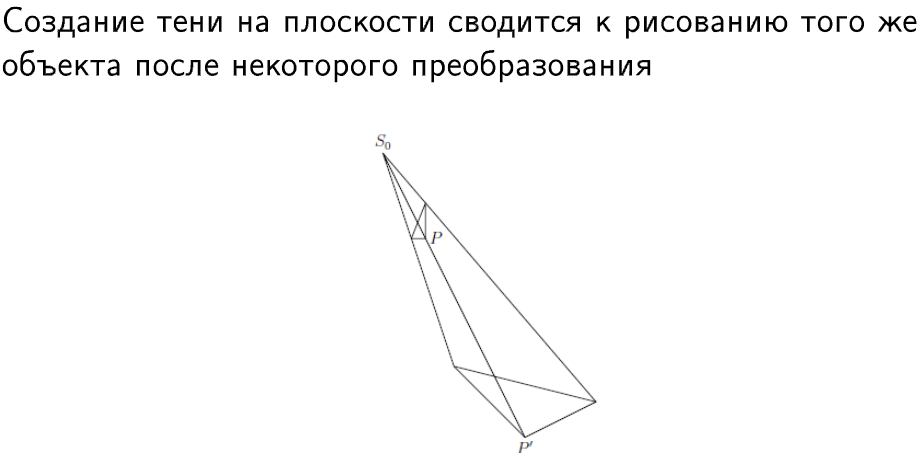 Создание тени на плоскости сводится к рисованию того же
объекта после некоторого преобразования
S₀
P
P′